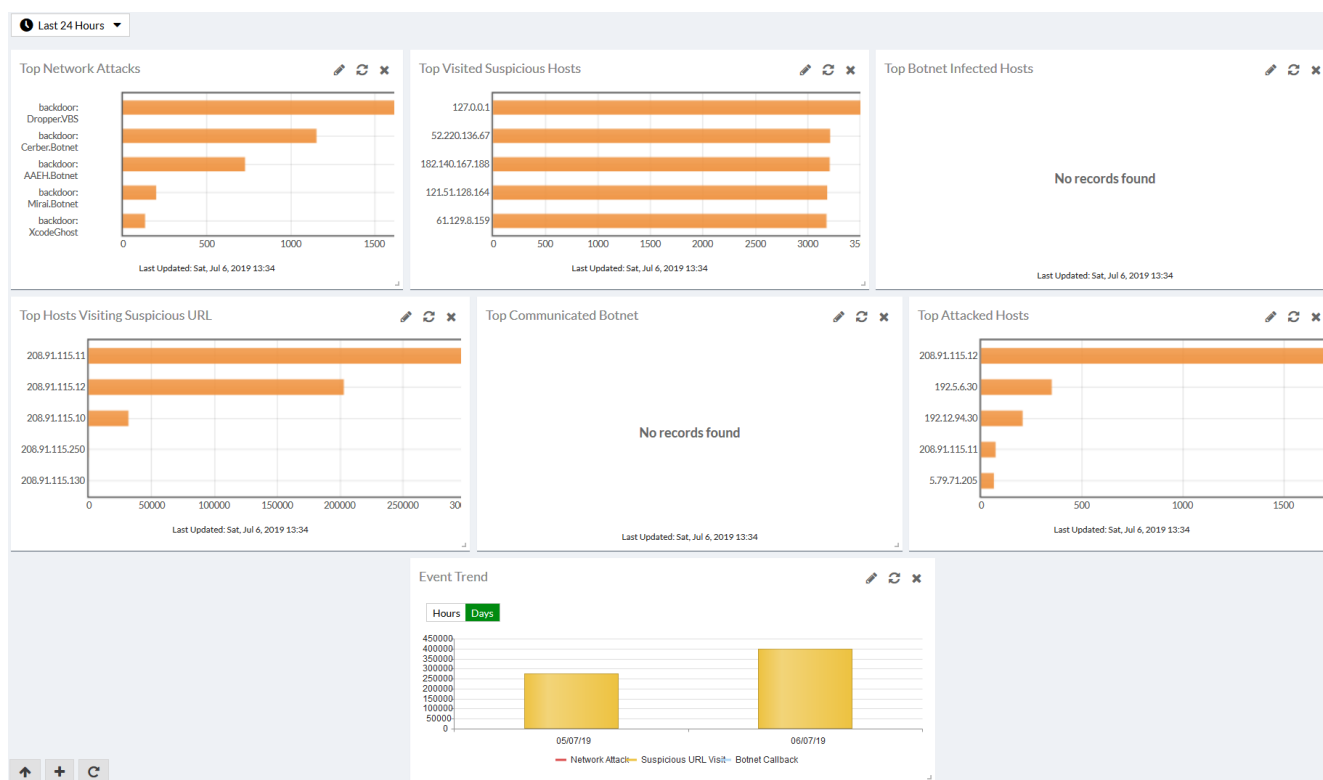 Last 24 Hours
Top Network Attacks
backdoor:
Dropper.VBS
backdoor:
Cerber.Botnet
backdoor:
AAEH.Botnet
backdoor:
Mirai.Botnet
backdoor:
XcodeGhost
0 500 1000 1500
Last Updated: Sat, Jul 6, 2019 13:34
Top Visited Suspicious Hosts
127.0.0.1
52.220.136.67
182.140.167.188
121.51.128.164
61.129.8.159
0 500 1000 1500 2000 2500 3000 35
Last Updated: Sat, Jul 6, 2019 13:34
Top Botnet Infected Hosts
No records found
Last Updated: Sat, Jul 6, 2019 13:34
Top Hosts Visiting Suspicious URL
208.91.115.11
208.91.115.12
208.91.115.10
208.91.115.250
208.91.115.130
0 50000 100000 150000 200000 250000 300
Last Updated: Sat, Jul 6, 2019 13:34
Top Communicated Botnet
No records found
Last Updated: Sat, Jul 6, 2019 13:34
Top Attacked Hosts
208.91.115.12
192.5.6.30
192.12.94.30
208.91.115.11
5.79.71.205
0 500 1000 1500
Last Updated: Sat, Jul 6, 2019 13:34
Event Trend
Hours Days
450000
400000
350000
300000
250000
200000
150000
100000
50000
0
05/07/19 06/07/19
Network Attack Suspicious URL Visit Botnet Callback